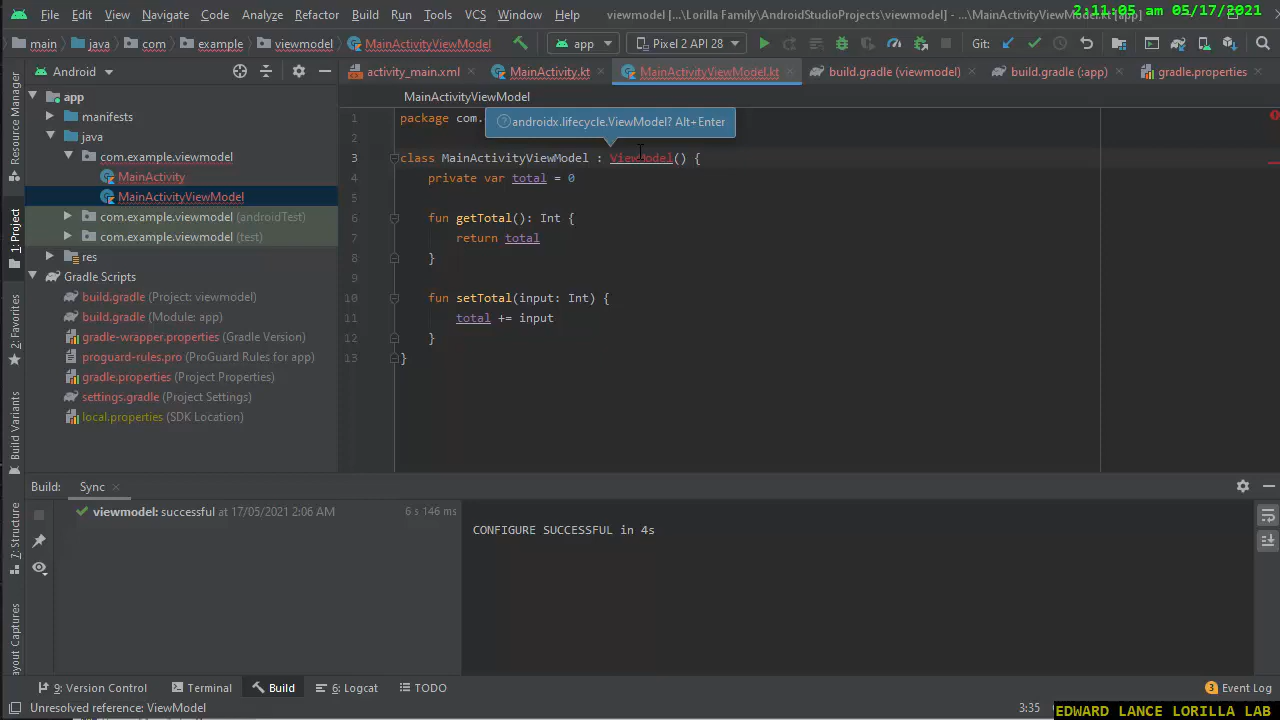 File Edit View Navigate Code Analyze Refactor Build Run Tools VCS Window Help viewmodel [...\Lorilla Family\AndroidStudioProjects\viewmodel] - ...\MainActivityViewModel.kt [app]
2:11:05 am 05/17/2021
main java com example viewmodel MainActivityViewModel app Pixel 2 API 28 Git:
Android activity_main.xml MainActivity.kt MainActivityViewModel.kt build.gradle (viewmodel) build.gradle (:app) gradle.properties
Resource Manager
1: Project
2: Favorites
Build Variants
7: Structure
Layout Captures
app
manifests
java
com.example.viewmodel
MainActivity
MainActivityViewModel
com.example.viewmodel (androidTest)
com.example.viewmodel (test)
res
Gradle Scripts
build.gradle (Project: viewmodel)
build.gradle (Module: app)
gradle-wrapper.properties (Gradle Version)
proguard-rules.pro (ProGuard Rules for app)
gradle.properties (Project Properties)
settings.gradle (Project Settings)
local.properties (SDK Location)
MainActivityViewModel
androidx.lifecycle.ViewModel? Alt+Enter
1 package com.
2
3 class MainActivityViewModel : ViewModel() {
4 private var total = 0
5
6 fun getTotal(): Int {
7 return total
8 }
9
10 fun setTotal(input: Int) {
11 total += input
12 }
13 }
Build: Sync
viewmodel: successful at 17/05/2021 2:06 AM 6 s 146 ms
CONFIGURE SUCCESSFUL in 4s
9: Version Control Terminal Build 6: Logcat TODO 3 Event Log
Unresolved reference: ViewModel 3:35
EDWARD LANCE LORILLA LAB